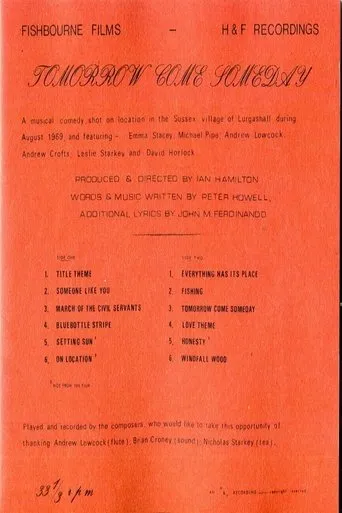 FISHBOURNE FILMS – H & F RECORDINGS
TOMORROW COME SOMEDAY
A musical comedy shot on location in the Sussex village of Lurgashall during
August 1969 and featuring – Emma Stacey, Michael Pipe, Andrew Lowcock,
Andrew Crofts, Leslie Starkey and David Horlock.
PRODUCED & DIRECTED BY IAN HAMILTON
WORDS & MUSIC WRITTEN BY PETER HOWELL,
ADDITIONAL LYRICS BY JOHN M. FERDINANDO
SIDE ONE
1. TITLE THEME
2. SOMEONE LIKE YOU
3. MARCH OF THE CIVIL SERVANTS
4. BLUEBOTTLE STRIPE
5. SETTING SUN †
6. ON LOCATION †
† NOT FROM THE FILM
SIDE TWO
1. EVERYTHING HAS ITS PLACE
2. FISHING
3. TOMORROW COME SOMEDAY
4. LOVE THEME
5. HONESTY †
6. WINDFALL WOOD
Played and recorded by the composers, who would like to take this opportunity of
thanking Andrew Lowcock (flute), Brian Croney (sound), Nicholas Starkey (tea).
33 1/3 r p m
AN H & F RECORDING